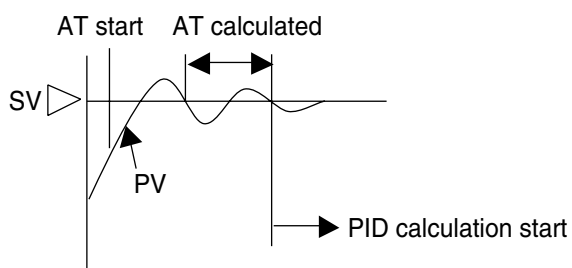 AT start
AT calculated
SV
PV
PID calculation start